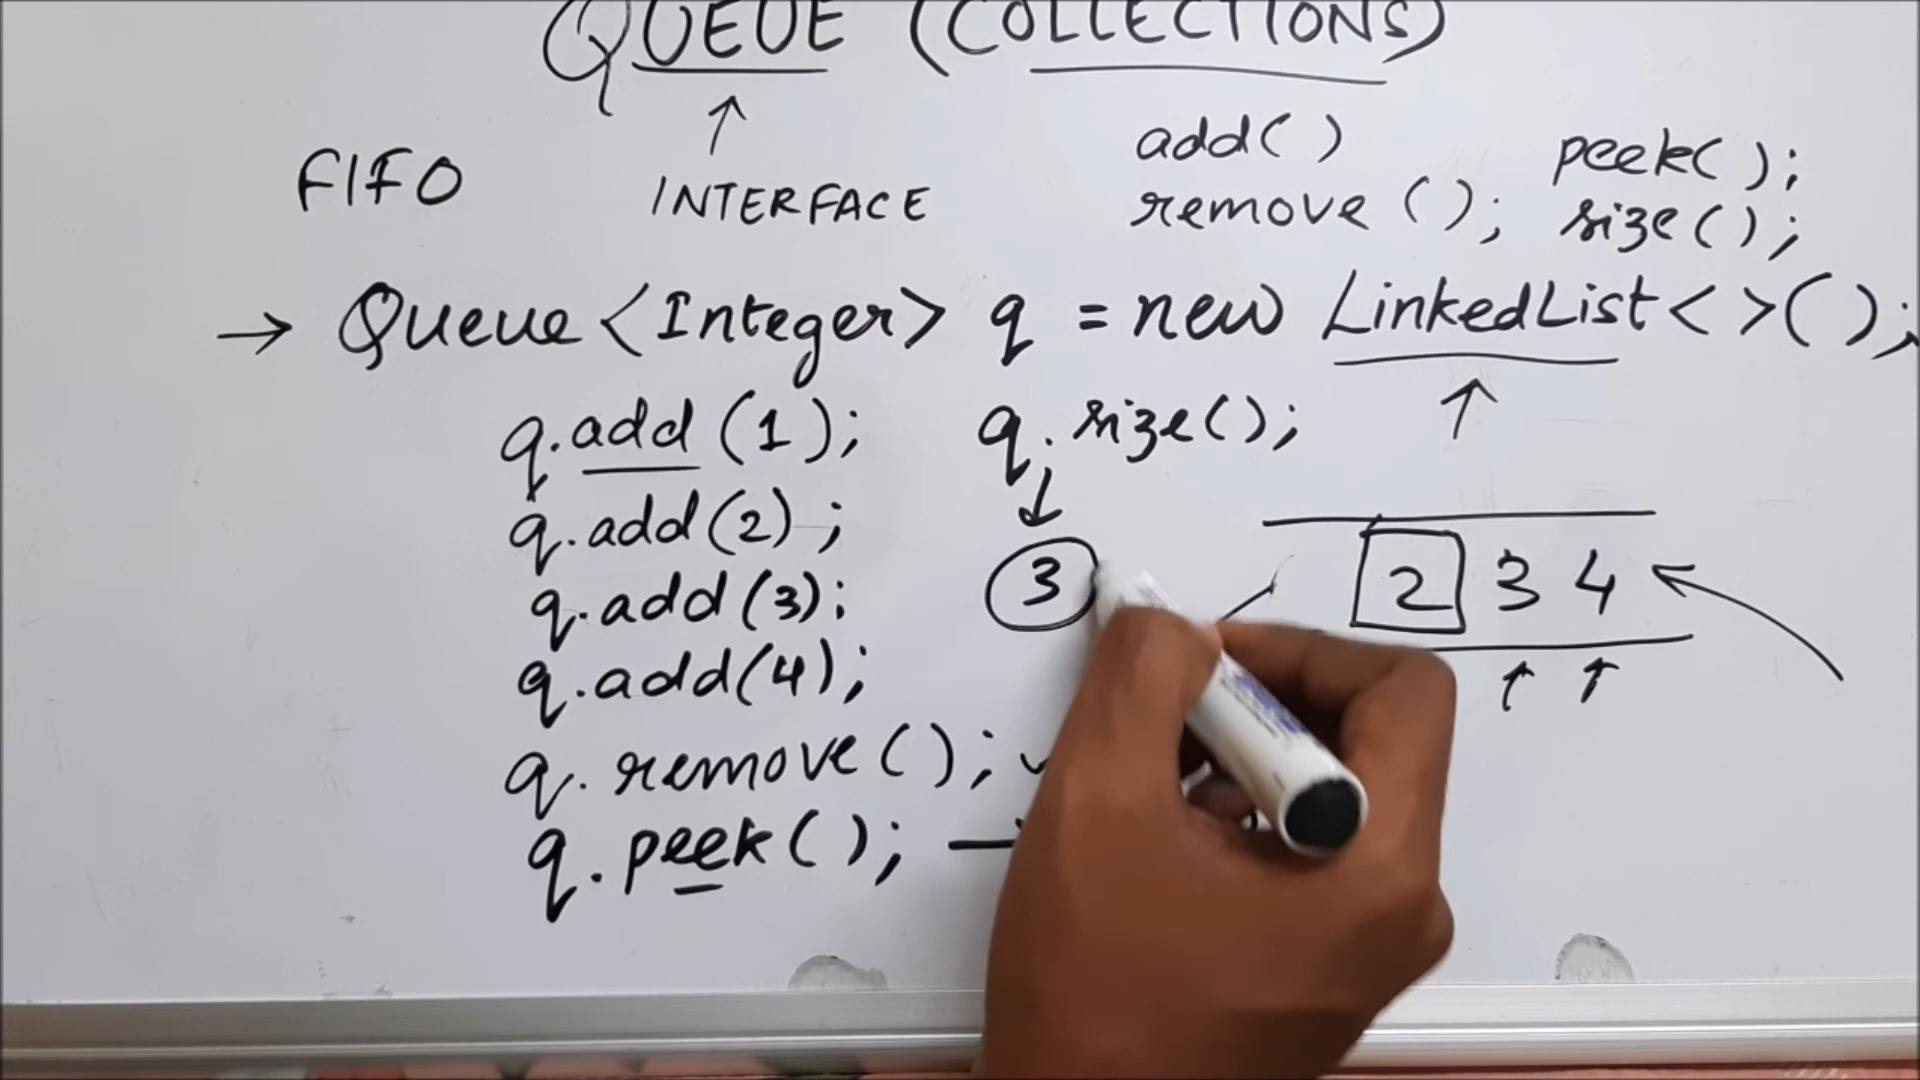 QUEUE (COLLECTIONS)
FIFO
INTERFACE
add()
remove();
peek();
size();
→ Queue<Integer> q = new LinkedList<>();
q.add(1);
q.add(2);
q.add(3);
q.add(4);
q.remove();
q.peek();
q.size();
3
2 3 4